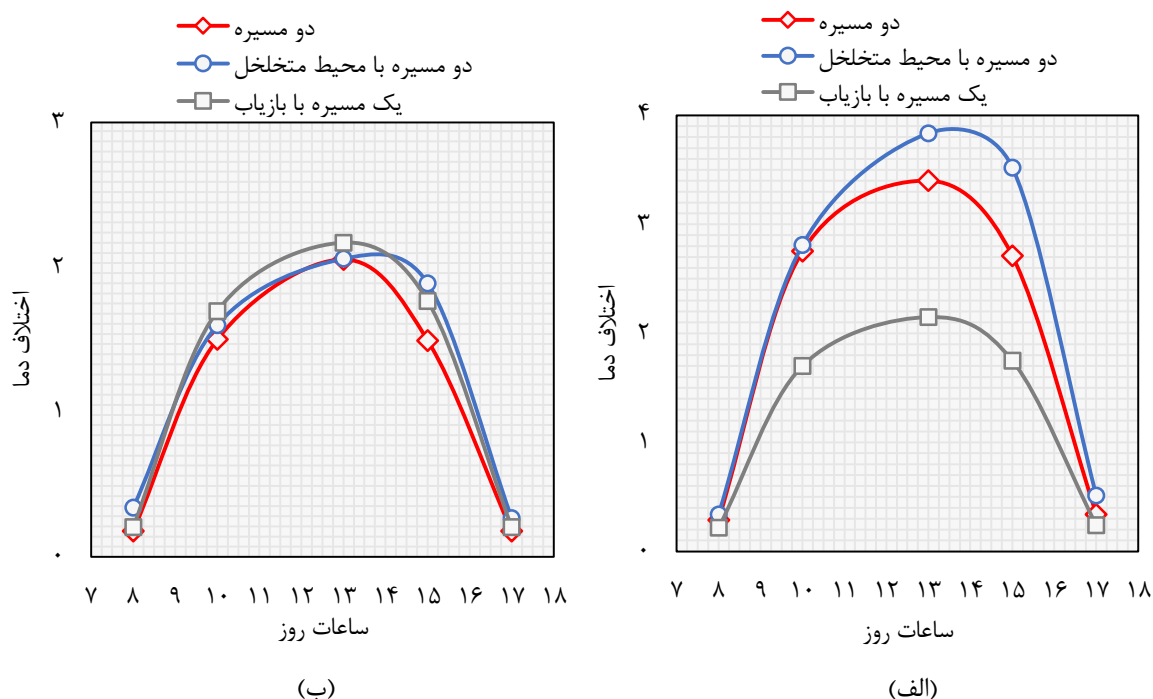 دو مسیره
دو مسیره با محیط متخلخل
یک مسیره با بازیاب
۴
۳
۲
۱
۰
اختلاف دما
۷ ۸ ۹ ۱۰ ۱۱ ۱۲ ۱۳ ۱۴ ۱۵ ۱۶ ۱۷ ۱۸
ساعات روز
(الف)
دو مسیره
دو مسیره با محیط متخلخل
یک مسیره با بازیاب
۳
۲
۱
۰
اختلاف دما
۷ ۸ ۹ ۱۰ ۱۱ ۱۲ ۱۳ ۱۴ ۱۵ ۱۶ ۱۷ ۱۸
ساعات روز
(ب)